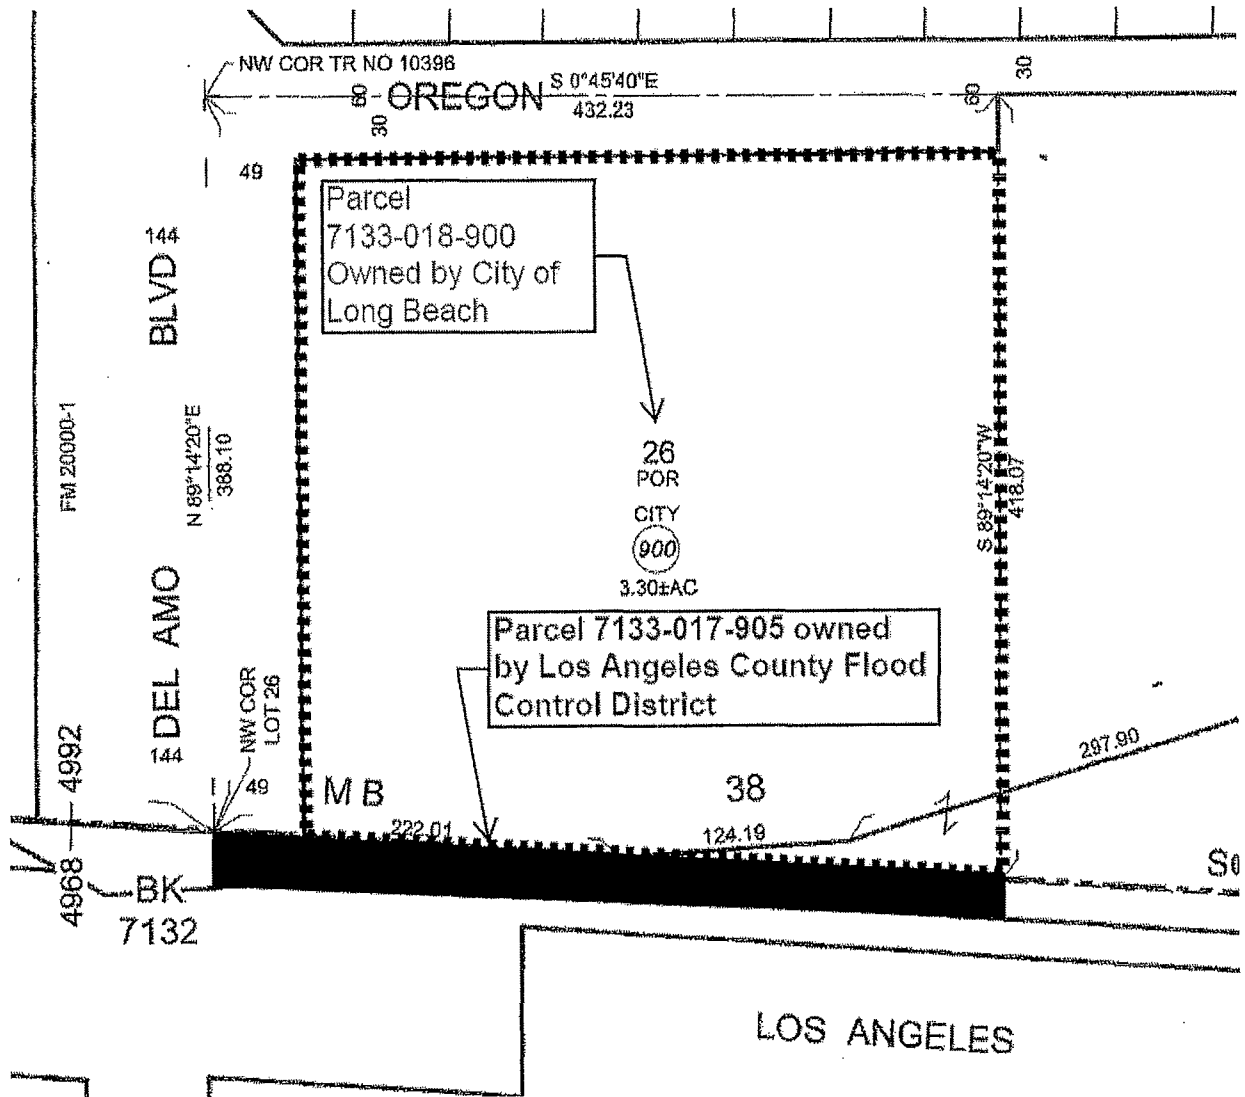 NW COR TR NO 10396
30
OREGON
S 0°45'40"E
432.23
60
60
30
49
Parcel
7133-018-900
Owned by City of
Long Beach
144
BLVD
FM 20000-1
N 89°14'20"E
388.10
26
POR
CITY
900
3.30±AC
S 89°14'20"W
418.07
Parcel 7133-017-905 owned
by Los Angeles County Flood
Control District
DEL AMO
144
NW COR
LOT 26
49
4992
4968
M B
38
297.90
222.01
124.19
BK
7132
LOS ANGELES